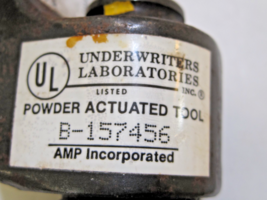 UNDERWRITERS
LABORATORIES
INC.®
UL
LISTED
POWDER ACTUATED TOOL
B-157456
AMP Incorporated